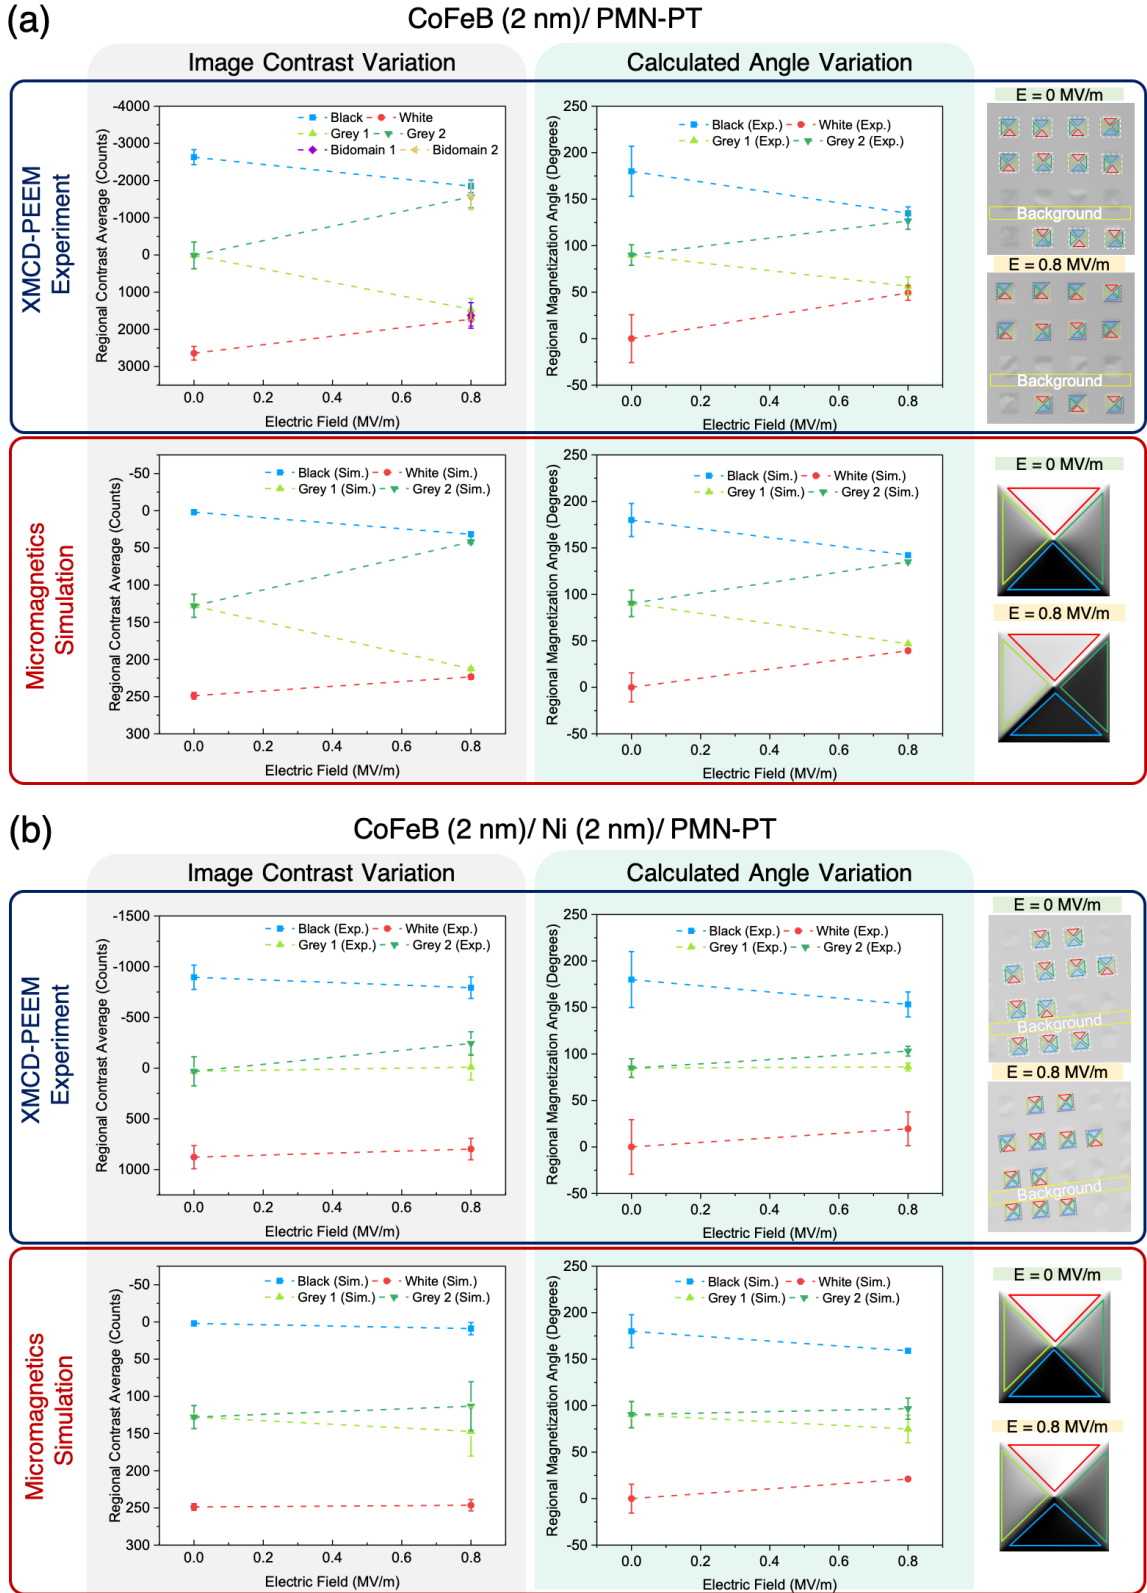 (a)
CoFeB (2 nm)/ PMN-PT
Image Contrast Variation
Calculated Angle Variation
XMCD-PEEM
Experiment
Regional Contrast Average (Counts)
-4000
-3000
-2000
-1000
0
1000
2000
3000
Black
White
Grey 1
Grey 2
Bidomain 1
Bidomain 2
0.0 0.2 0.4 0.6 0.8
Electric Field (MV/m)
Regional Magnetization Angle (Degrees)
250
200
150
100
50
0
-50
Black (Exp.)
White (Exp.)
Grey 1 (Exp.)
Grey 2 (Exp.)
0.0 0.2 0.4 0.6 0.8
Electric Field (MV/m)
E = 0 MV/m
Background
E = 0.8 MV/m
Background
Micromagnetics
Simulation
Regional Contrast Average (Counts)
-50
0
50
100
150
200
250
300
Black (Sim.)
White (Sim.)
Grey 1 (Sim.)
Grey 2 (Sim.)
0.0 0.2 0.4 0.6 0.8
Electric Field (MV/m)
Regional Magnetization Angle (Degrees)
250
200
150
100
50
0
-50
Black (Sim.)
White (Sim.)
Grey 1 (Sim.)
Grey 2 (Sim.)
0.0 0.2 0.4 0.6 0.8
Electric Field (MV/m)
E = 0 MV/m
E = 0.8 MV/m
(b)
CoFeB (2 nm)/ Ni (2 nm)/ PMN-PT
Image Contrast Variation
Calculated Angle Variation
XMCD-PEEM
Experiment
Regional Contrast Average (Counts)
-1500
-1000
-500
0
500
1000
Black (Exp.)
White (Exp.)
Grey 1 (Exp.)
Grey 2 (Exp.)
0.0 0.2 0.4 0.6 0.8
Electric Field (MV/m)
Regional Magnetization Angle (Degrees)
250
200
150
100
50
0
-50
Black (Exp.)
White (Exp.)
Grey 1 (Exp.)
Grey 2 (Exp.)
0.0 0.2 0.4 0.6 0.8
Electric Field (MV/m)
E = 0 MV/m
Background
E = 0.8 MV/m
Background
Micromagnetics
Simulation
Regional Contrast Average (Counts)
-50
0
50
100
150
200
250
300
Black (Sim.)
White (Sim.)
Grey 1 (Sim.)
Grey 2 (Sim.)
0.0 0.2 0.4 0.6 0.8
Electric Field (MV/m)
Regional Magnetization Angle (Degrees)
250
200
150
100
50
0
-50
Black (Sim.)
White (Sim.)
Grey 1 (Sim.)
Grey 2 (Sim.)
0.0 0.2 0.4 0.6 0.8
Electric Field (MV/m)
E = 0 MV/m
E = 0.8 MV/m